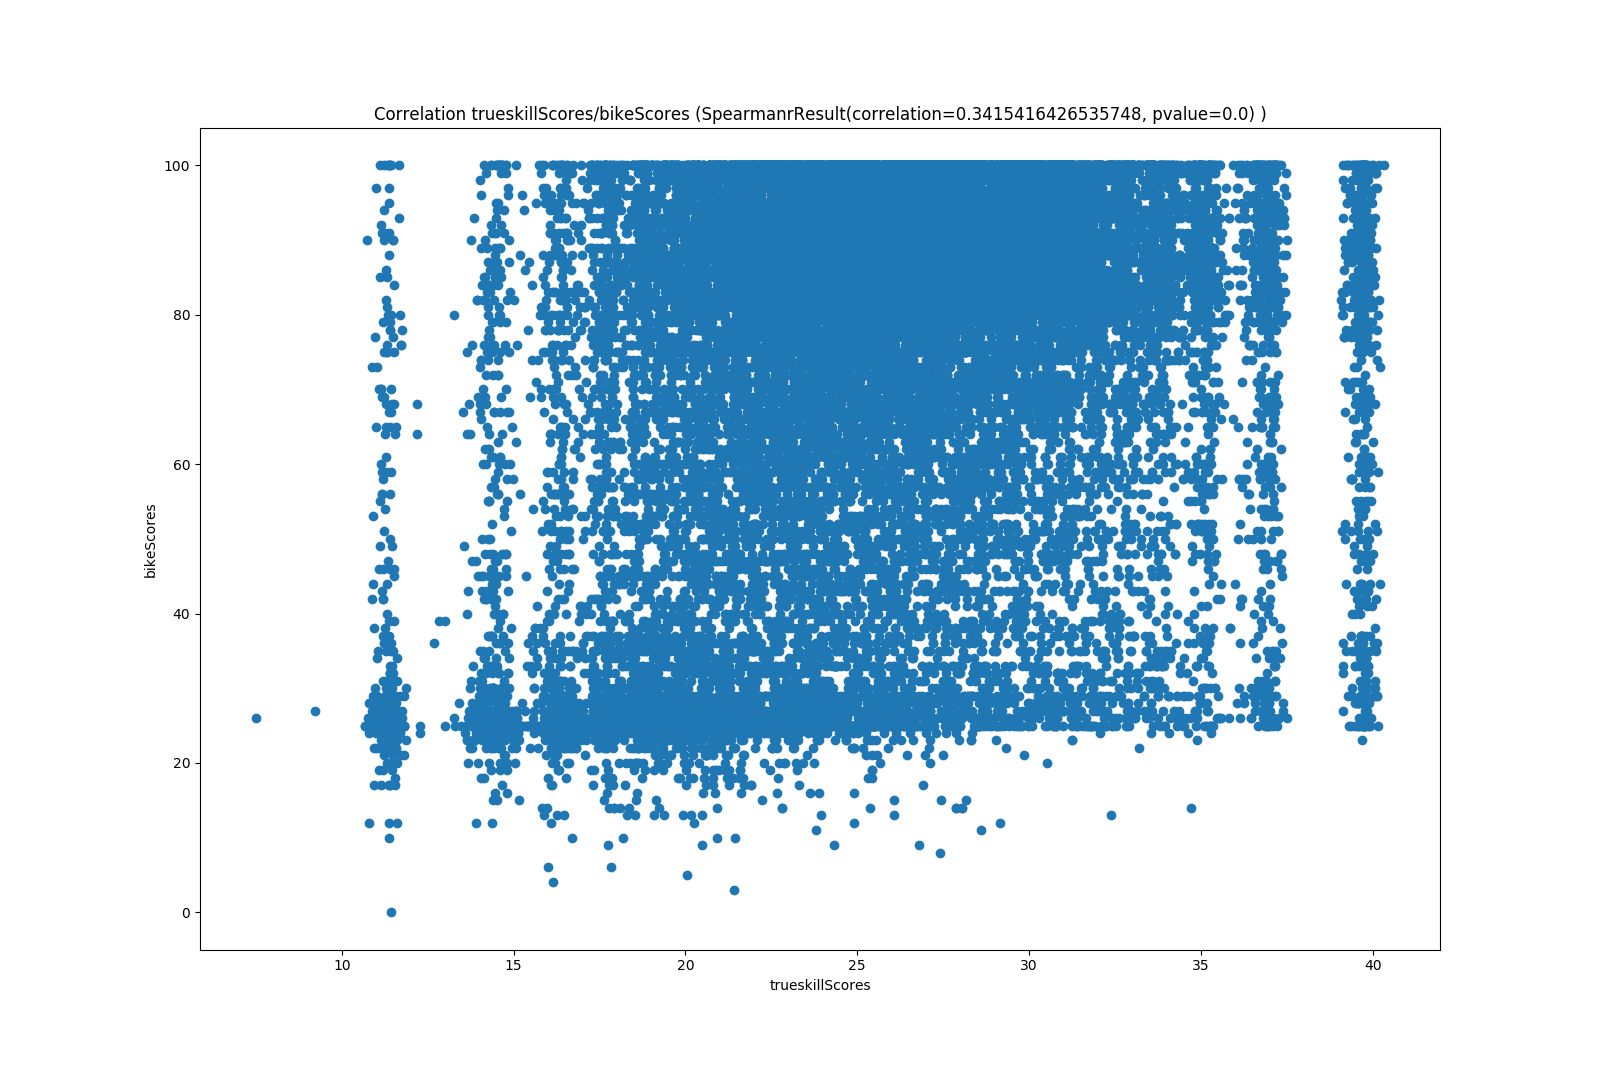 Correlation trueskillScores/bikeScores (SpearmanrResult(correlation=0.3415416426535748, pvalue=0.0) )
100
80
60
40
20
0
bikeScores
10 15 20 25 30 35 40
trueskillScores